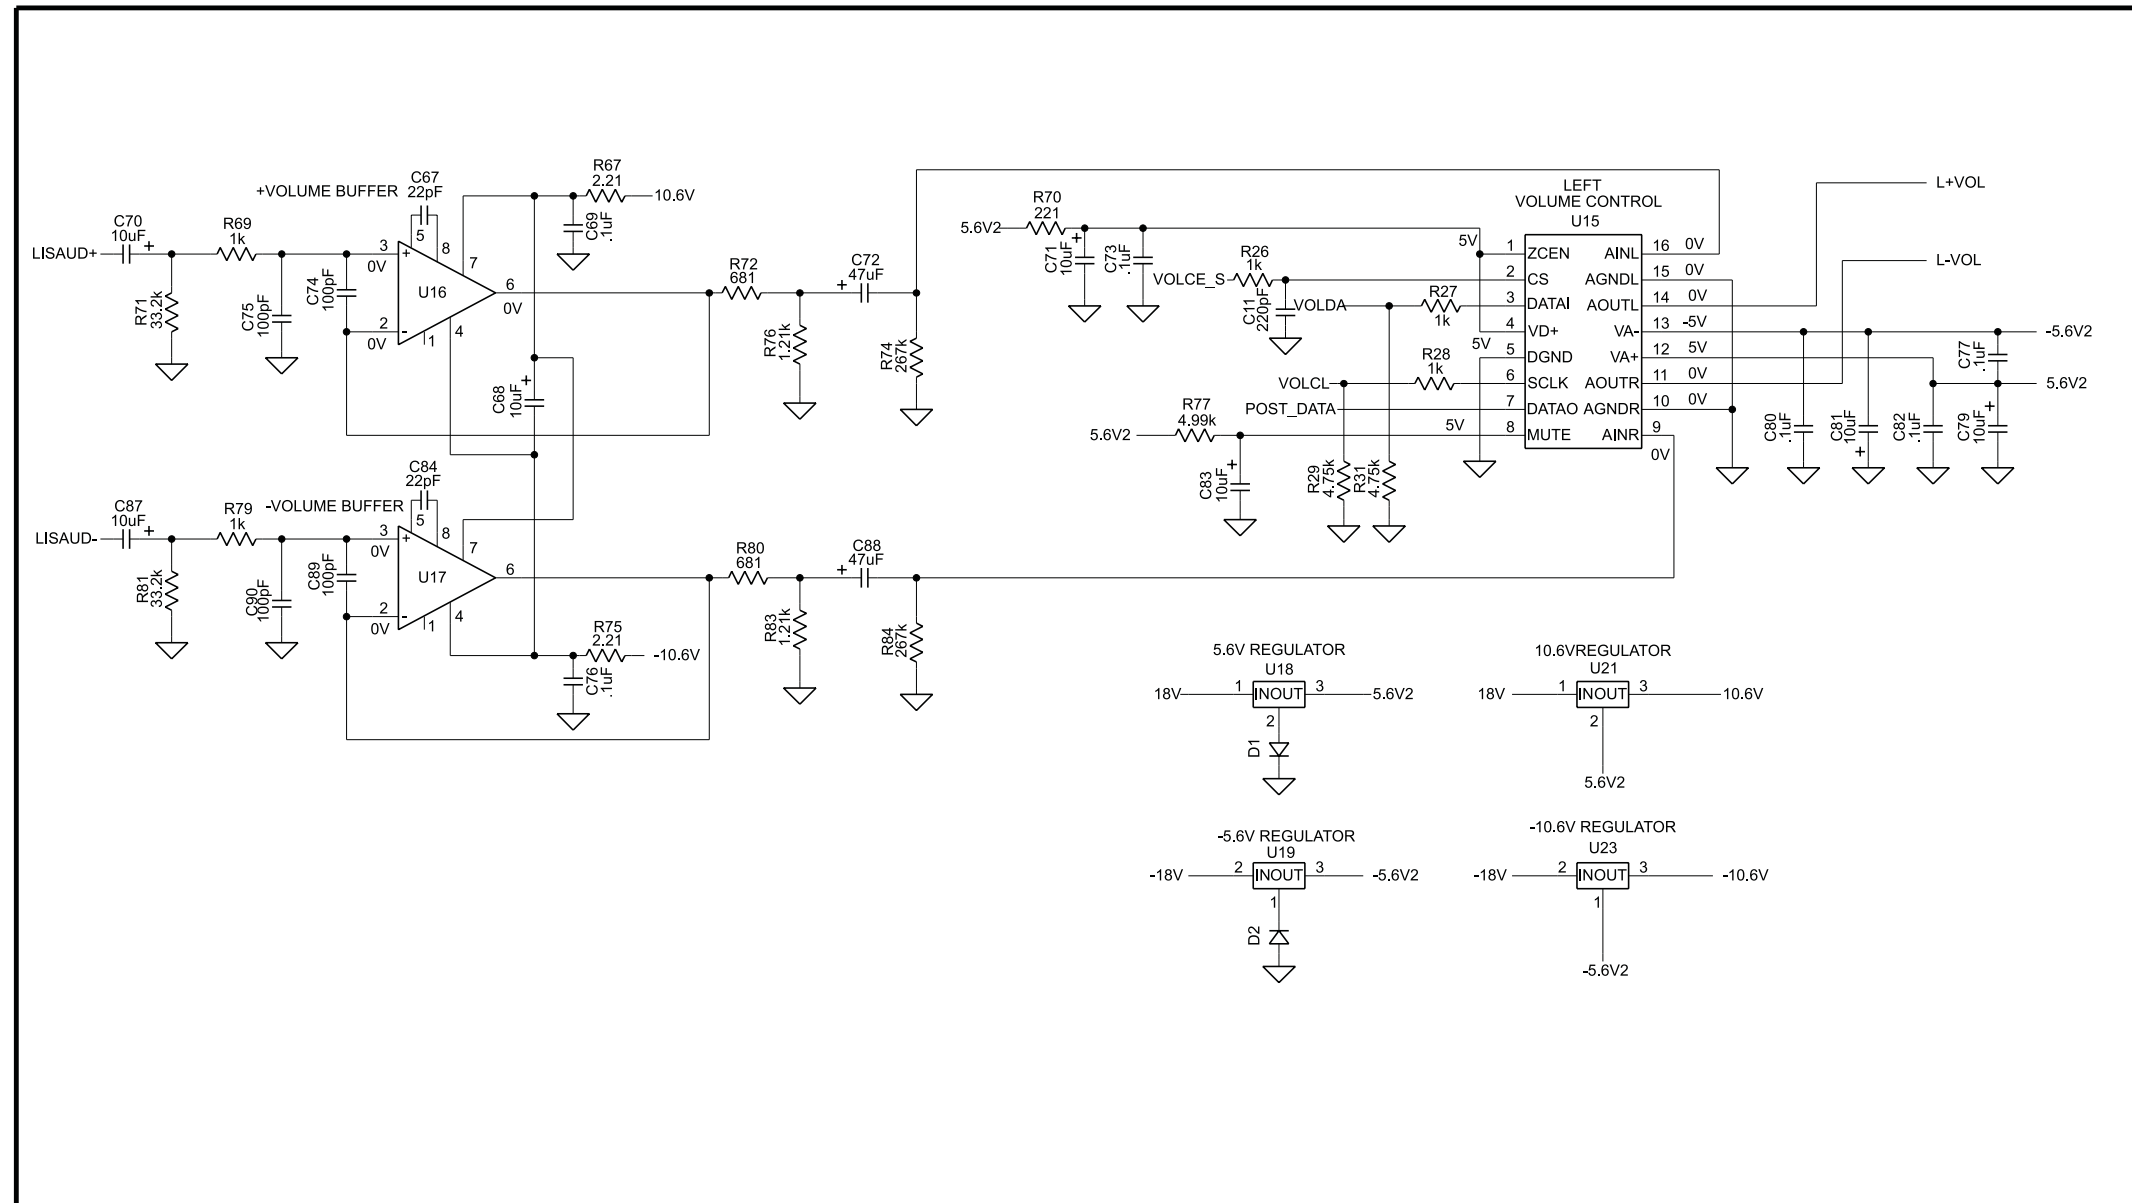 +VOLUME BUFFER
C67
22pF
R67
2.21
10.6V
C69
.1uF
C70
10uF
+
R69
1k
LISAUD+
5
8
7
3
+
0V
U16
6
0V
2
-
0V
1
4
R71
33.2k
C75
100pF
C74
100pF
R72
681
C72
47uF
+
R76
1.21k
R74
267k
C68
10uF
+
-VOLUME BUFFER
C84
22pF
C87
10uF
+
R79
1k
LISAUD-
5
8
7
3
+
0V
U17
6
2
-
0V
1
4
R81
33.2k
C90
100pF
C89
100pF
R80
681
C88
47uF
+
R83
1.21k
R84
267k
R75
2.21
-10.6V
C76
.1uF
LEFT
VOLUME CONTROL
U15
5.6V2
R70
221
C71
10uF
+
C73
.1uF
5V
1 ZCEN AINL 16 0V
VOLCE_S
R26
1k
2 CS AGNDL 15 0V
C11
220pF
VOLDA
R27
1k
3 DATAI AOUTL 14 0V
4 VD+ VA- 13 -5V
5V
5 DGND VA+ 12 5V
VOLCL
R28
1k
6 SCLK AOUTR 11 0V
POST_DATA
7 DATAO AGNDR 10 0V
5.6V2
R77
4.99k
5V
8 MUTE AINR 9
0V
C83
10uF
+
R29
4.75k
R31
4.75k
L+VOL
L-VOL
-5.6V2
C77
.1uF
5.6V2
C80
.1uF
C81
10uF
+
C82
.1uF
C79
10uF
+
5.6V REGULATOR
U18
18V
1 INOUT 3
5.6V2
2
D1
10.6VREGULATOR
U21
18V
1 INOUT 3
10.6V
2
5.6V2
-5.6V REGULATOR
U19
-18V
2 INOUT 3
-5.6V2
1
D2
-10.6V REGULATOR
U23
-18V
2 INOUT 3
-10.6V
1
-5.6V2